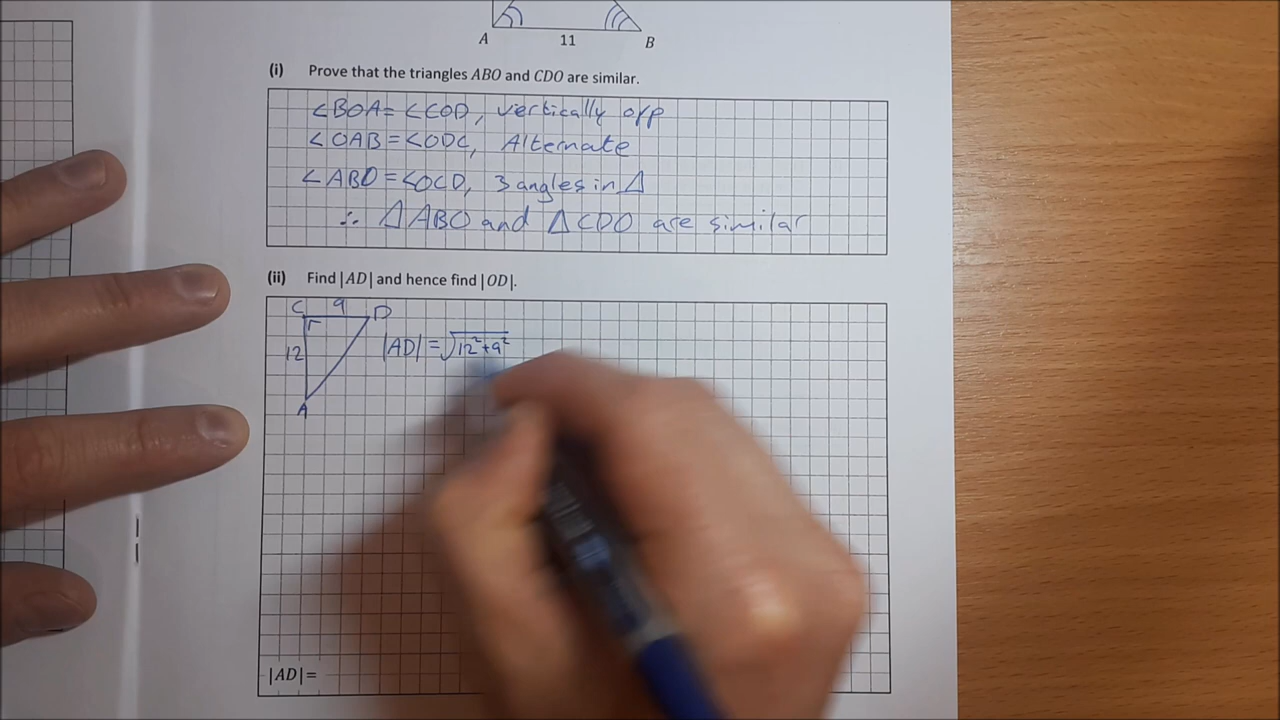 A 11 B
(i) Prove that the triangles ABO and CDO are similar.
∠BOA = ∠COD, vertically opp
∠OAB = ∠ODC, Alternate
∠ABO = ∠OCD, 3 angles in Δ
∴ ΔABO and ΔCDO are similar
(ii) Find |AD| and hence find |OD|.
C 9 D
12 |AD| = √12²+9²
A
|AD| =